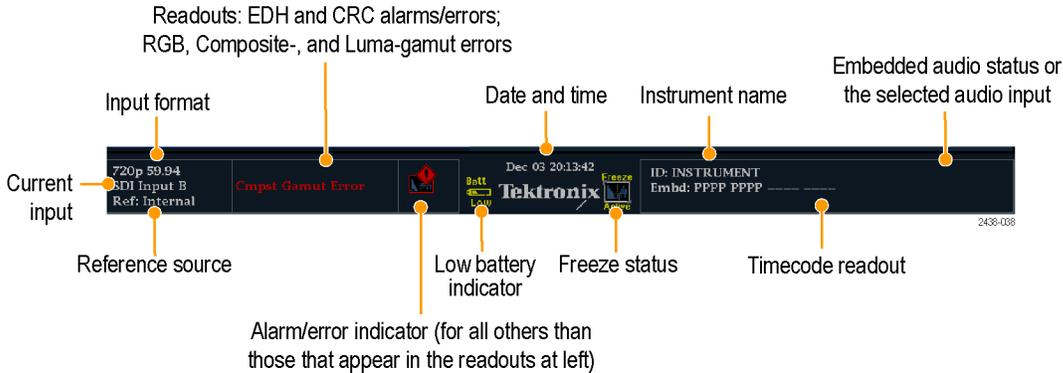 Readouts: EDH and CRC alarms/errors;
RGB, Composite-, and Luma-gamut errors
Embedded audio status or
the selected audio input
Input format
Date and time
Instrument name
Current
input
720p 59.94
SDI Input B
Ref: Internal
Cmpst Gamut Error
Batt
Low
Dec 03 20:13:42
Tektronix
Freeze
Active
ID: INSTRUMENT
Embd: PPPP PPPP ---- ----
2438-038
Reference source
Low battery
indicator
Freeze status
Timecode readout
Alarm/error indicator (for all others than
those that appear in the readouts at left)